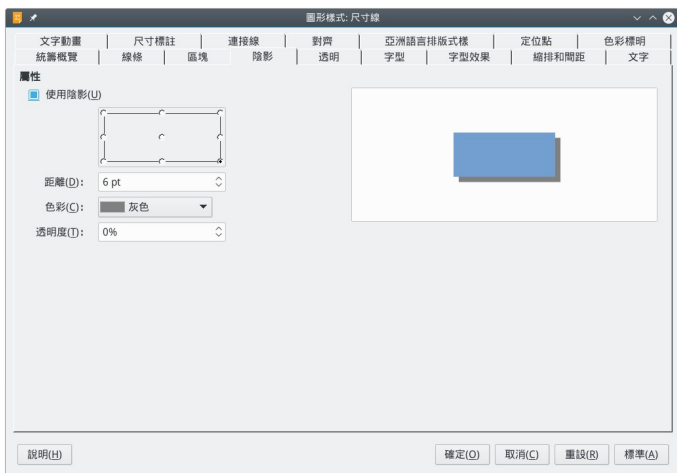 圖形樣式: 尺寸線
文字動畫 尺寸標註 連接線 對齊 亞洲語言排版式樣 定位點 色彩標明
統籌概覽 線條 區塊 陰影 透明 字型 字型效果 縮排和間距 文字
屬性
使用陰影(U)
距離(D): 6 pt
色彩(C): 灰色
透明度(T): 0%
說明(H) 確定(O) 取消(C) 重設(R) 標準(A)